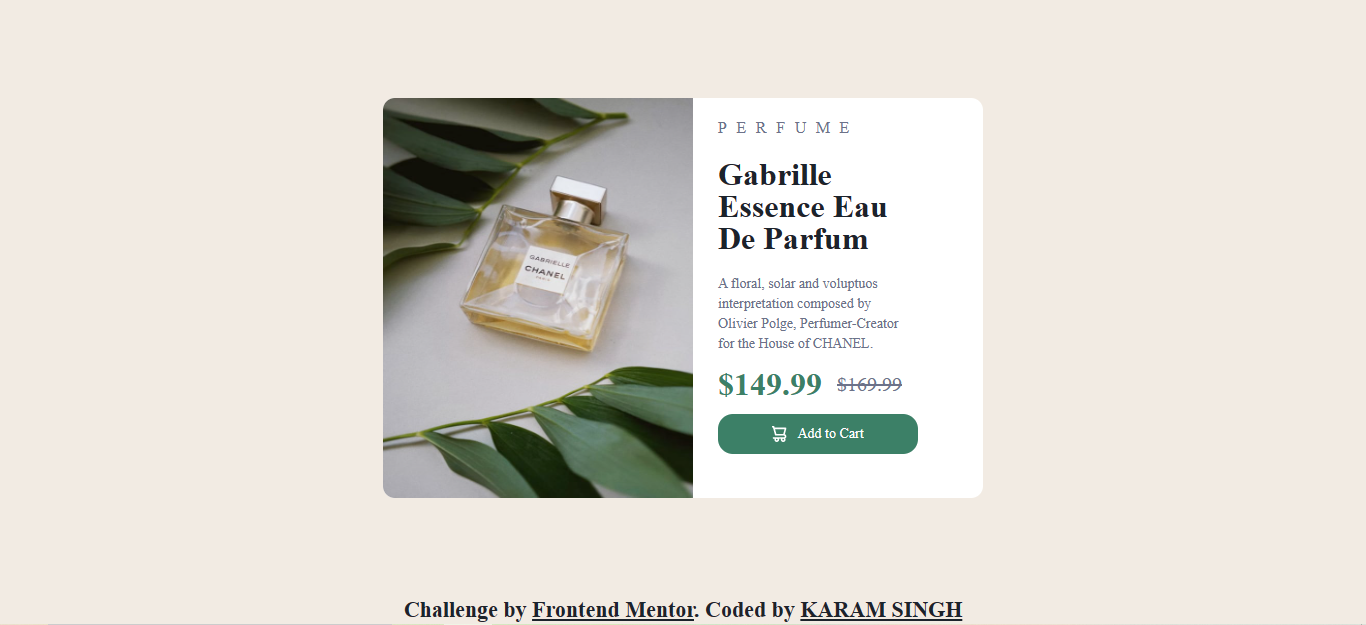 PERFUME
Gabrille
Essence Eau
De Parfum
A floral, solar and voluptuos
interpretation composed by
Olivier Polge, Perfumer-Creator
for the House of CHANEL.
$149.99 $169.99
Add to Cart
GABRIELLE
CHANEL
PARIS
Challenge by Frontend Mentor. Coded by KARAM SINGH